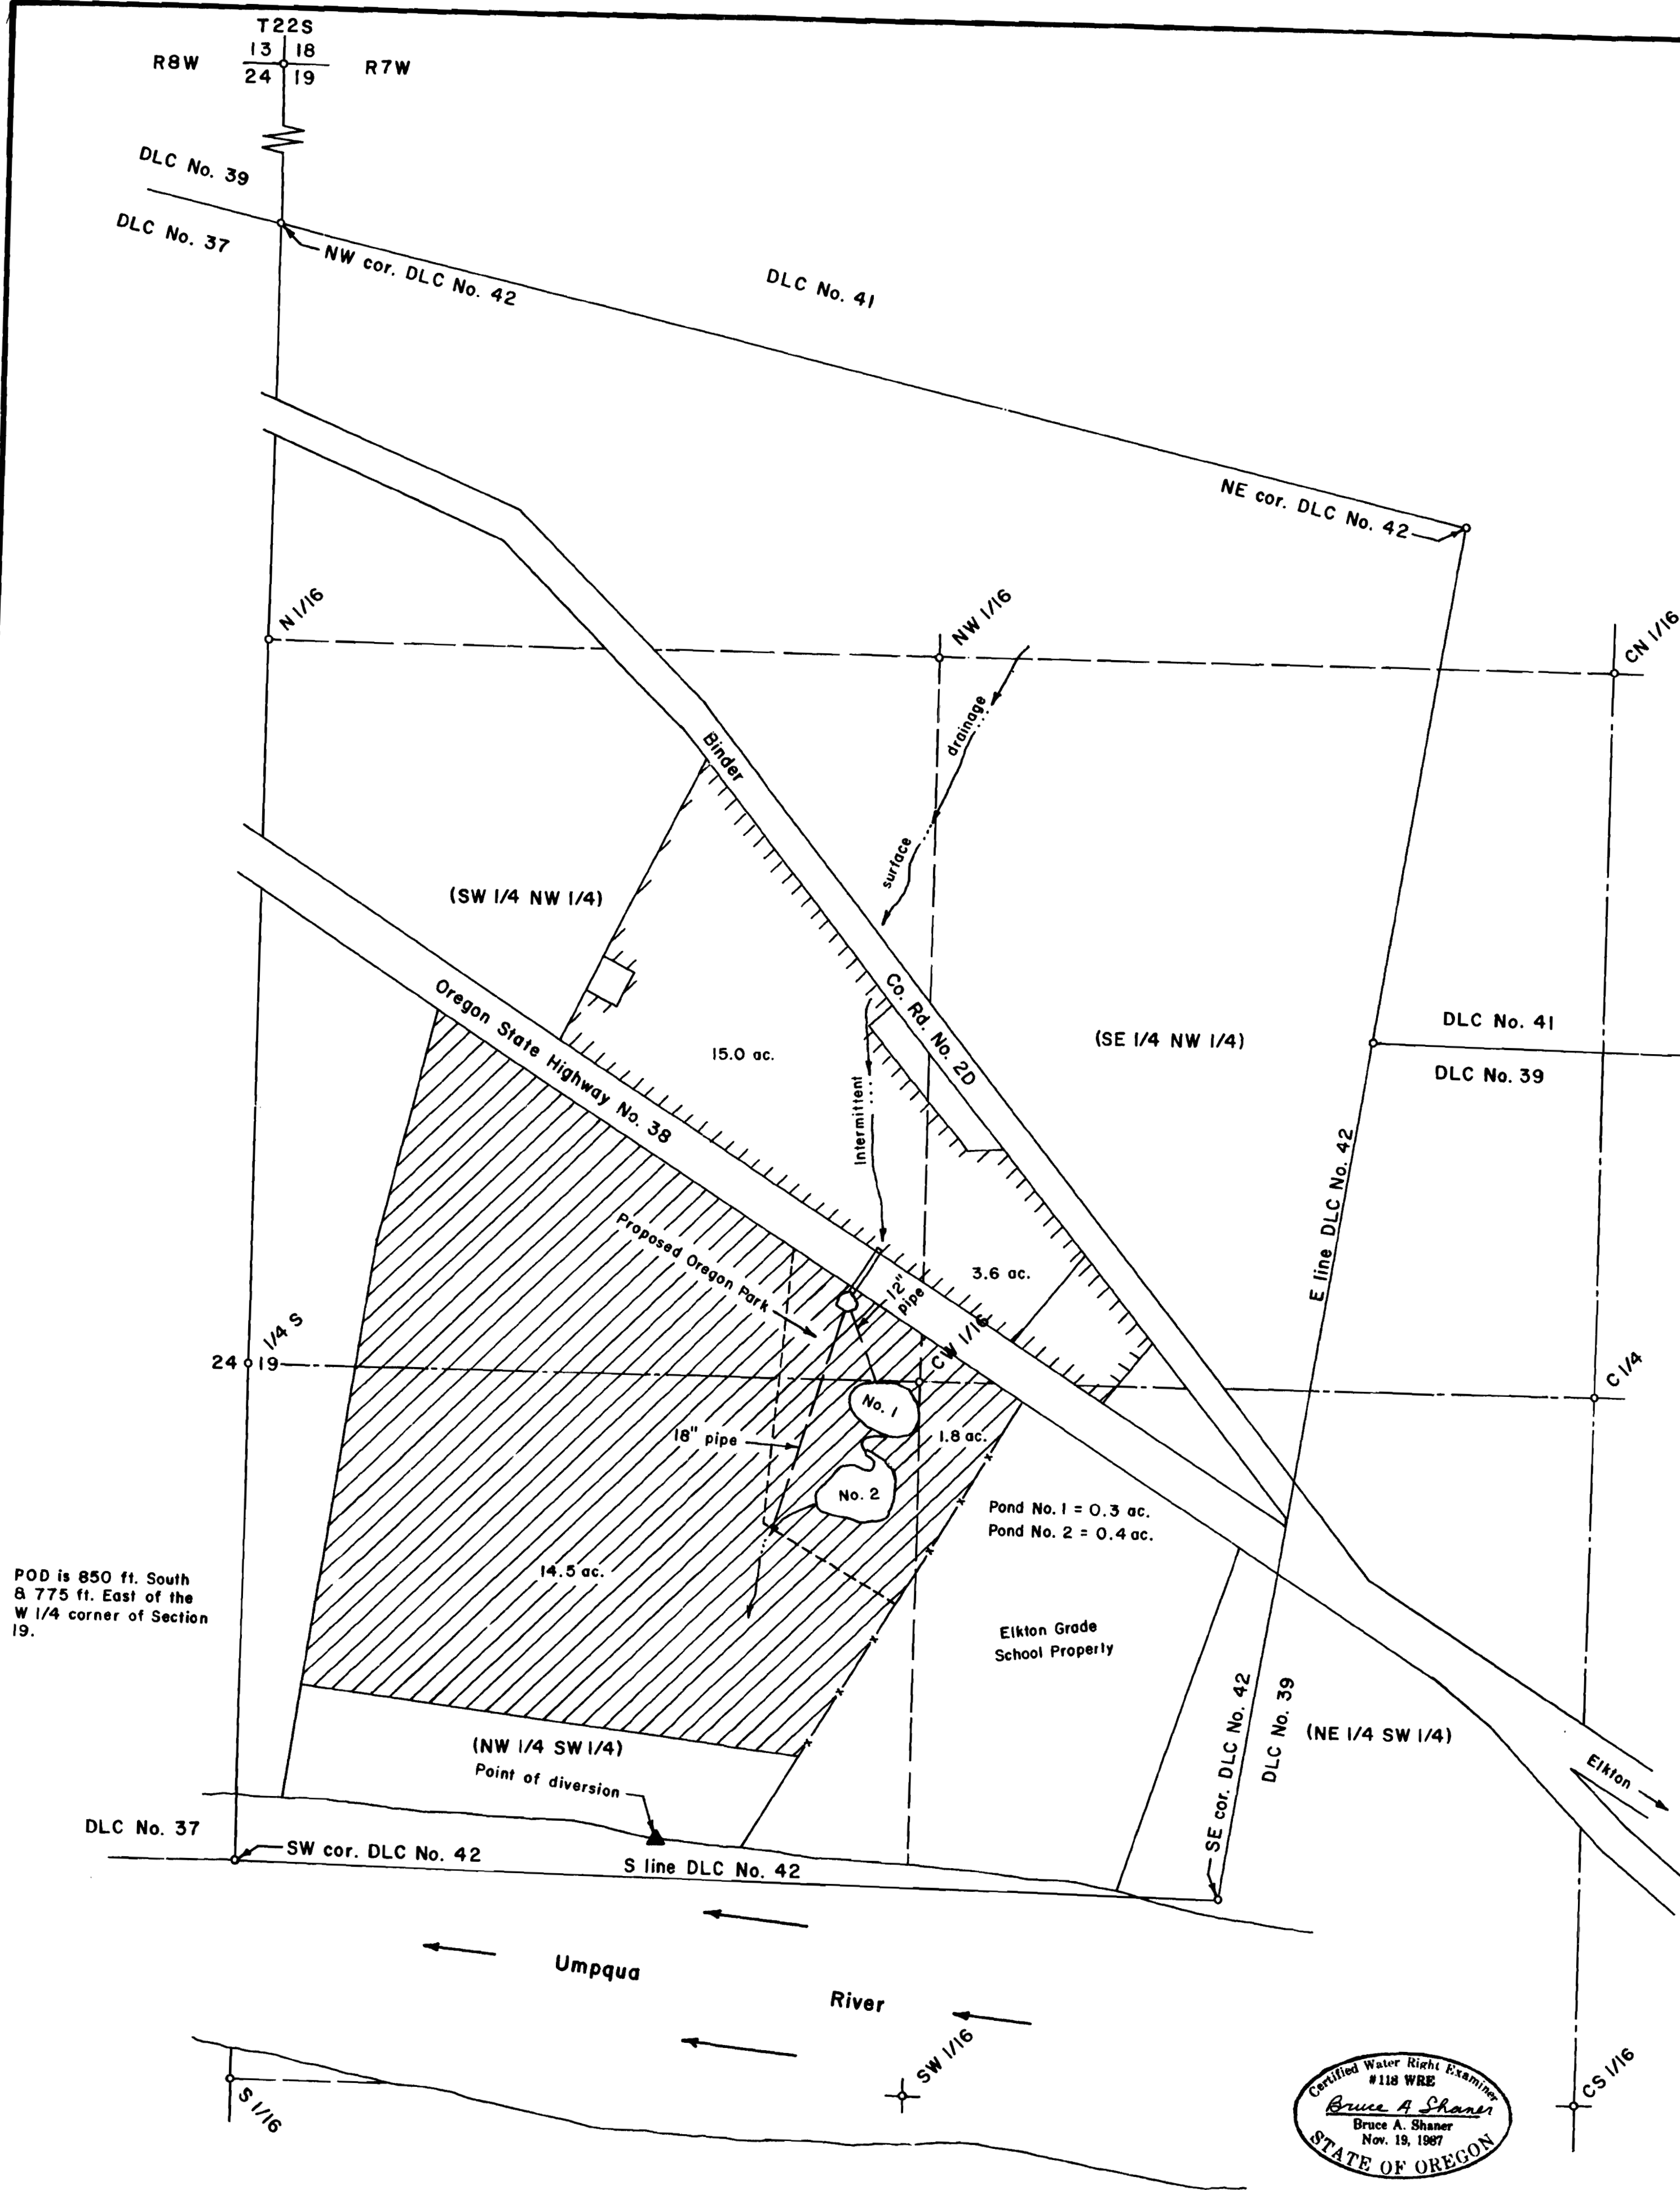 T22S
13 18
R8W
R7W
24 19
DLC No. 39
DLC No. 37
NW cor. DLC No. 42
DLC No. 41
NE cor. DLC No. 42
N 1/16
NW 1/16
CN 1/16
drainage
surface
Binder
(SW 1/4 NW 1/4)
Co. Rd. No. 2D
Oregon State Highway No. 38
15.0 ac.
(SE 1/4 NW 1/4)
DLC No. 41
DLC No. 39
Intermittent
E line DLC No. 42
Proposed Oregon Park
3.6 ac.
12"
pipe
CW 1/16
1/4 S
24 19
C 1/4
No. 1
18" pipe
1.8 ac.
No. 2
Pond No. 1 = 0.3 ac.
Pond No. 2 = 0.4 ac.
14.5 ac.
POD is 850 ft. South
& 775 ft. East of the
W 1/4 corner of Section
19.
Elkton Grade
School Property
SE cor. DLC No. 42
DLC No. 39
(NE 1/4 SW 1/4)
(NW 1/4 SW 1/4)
Point of diversion
Elkton
DLC No. 37
SW cor. DLC No. 42
S line DLC No. 42
Umpqua
River
SW 1/16
S 1/16
CS 1/16
Certified Water Right Examiner
#118 WRE
Bruce A Shaner
Bruce A. Shaner
Nov. 19, 1987
STATE OF OREGON